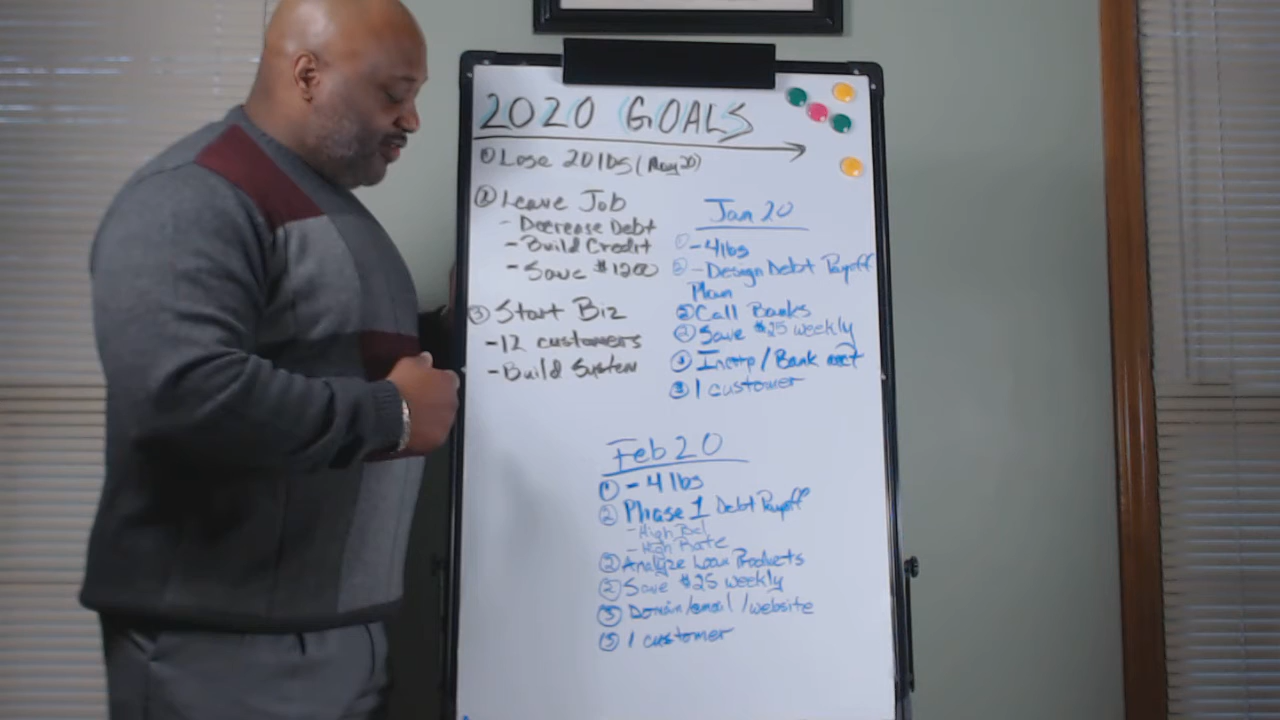 2020 GOALS
① Lose 20 lbs (May 20)
② Leave Job
- Decrease Debt
- Build Credit
- Save $1200
③ Start Biz
- 12 customers
- Build System
Jan 20
① - 4 lbs
② - Design Debt Payoff
Plan
② Call Banks
② Save $25 weekly
③ Incrp / Bank acct
③ 1 customer
Feb 20
① - 4 lbs
② Phase 1 Debt Payoff
- High Bal
- High Rate
② Analyze Loan Products
② Save $25 weekly
③ Domain/email/website
③ 1 customer